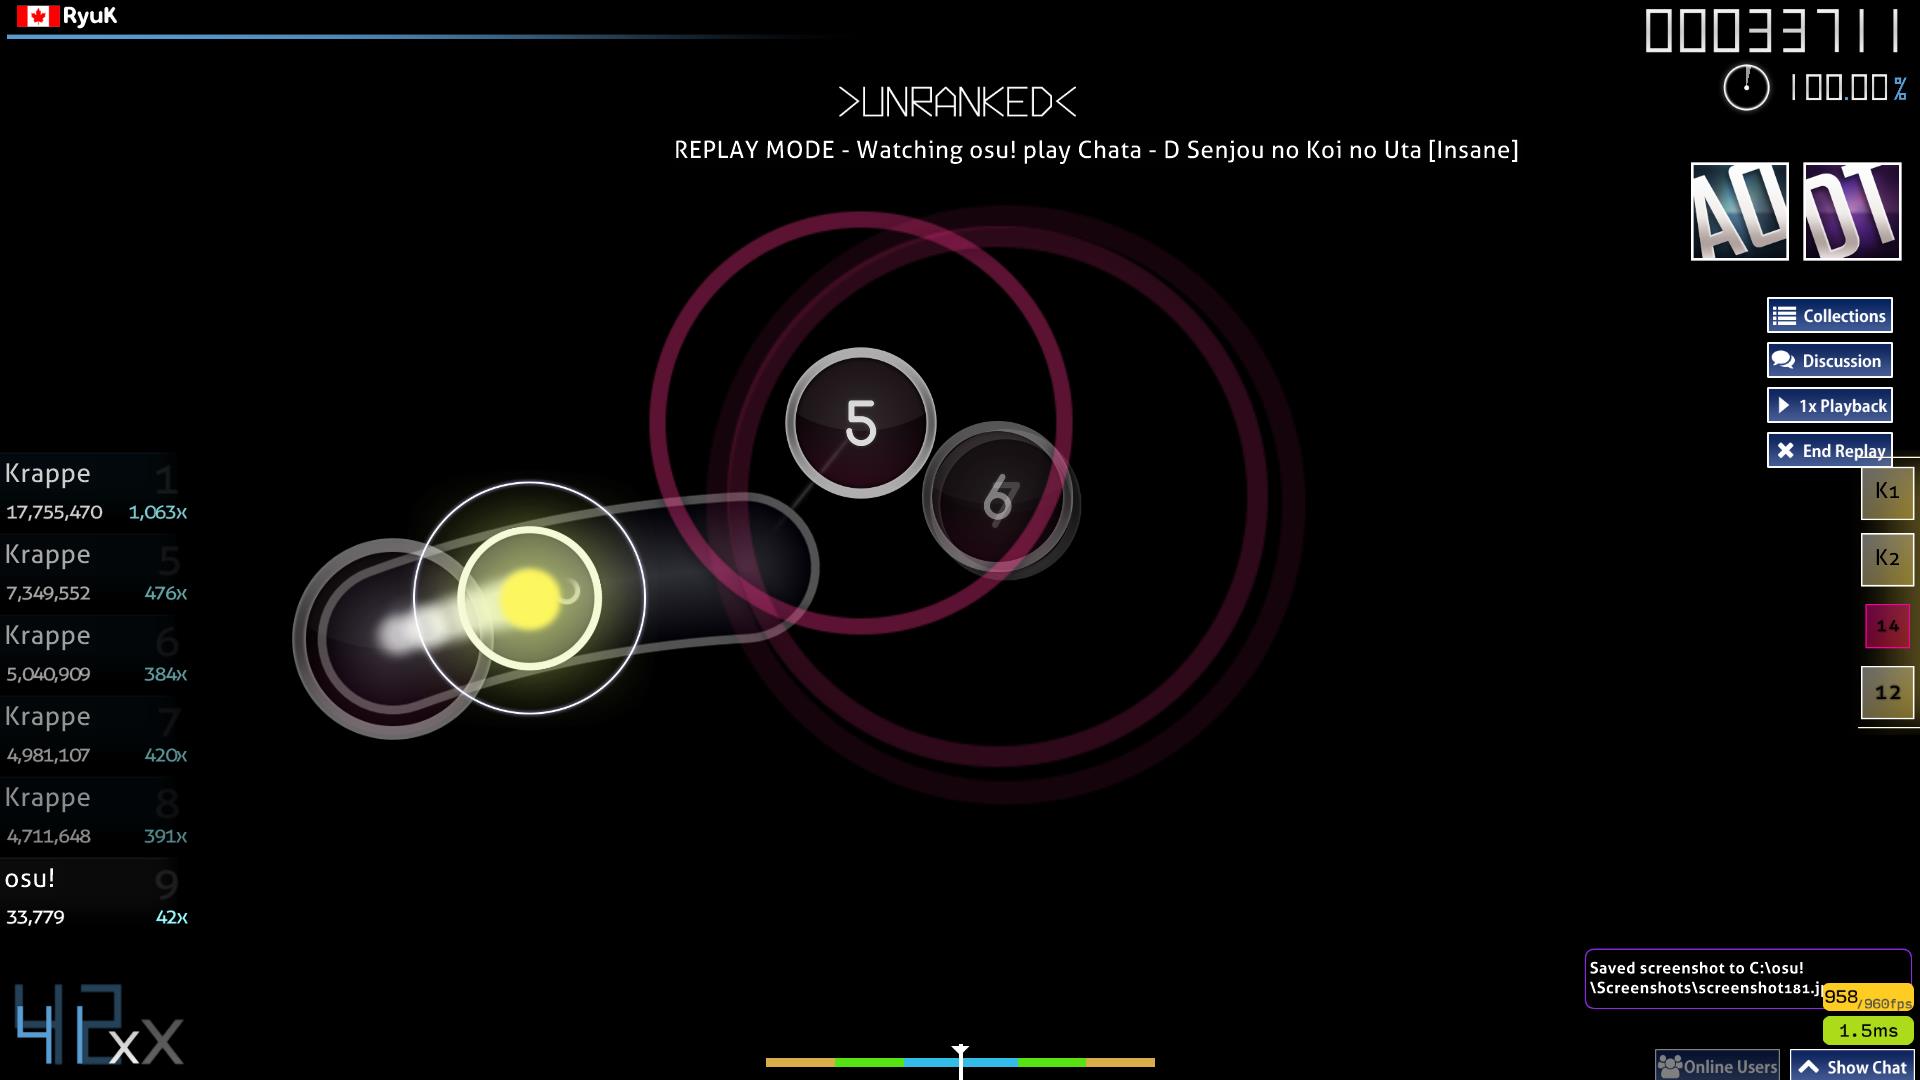 RyuK
00033711
100.00%
>UNRANKED<
REPLAY MODE - Watching osu! play Chata - D Senjou no Koi no Uta [Insane]
AO
DT
Collections
Discussion
1x Playback
End Replay
K1
K2
14
12
5
6
7
Krappe
1
17,755,470 1,063x
Krappe
5
7,349,552 476x
Krappe
6
5,040,909 384x
Krappe
7
4,981,107 420x
Krappe
8
4,711,648 391x
osu!
9
33,779 42x
42x
Saved screenshot to C:\osu!
\Screenshots\screenshot181.j
958/960fps
1.5ms
Online Users
Show Chat